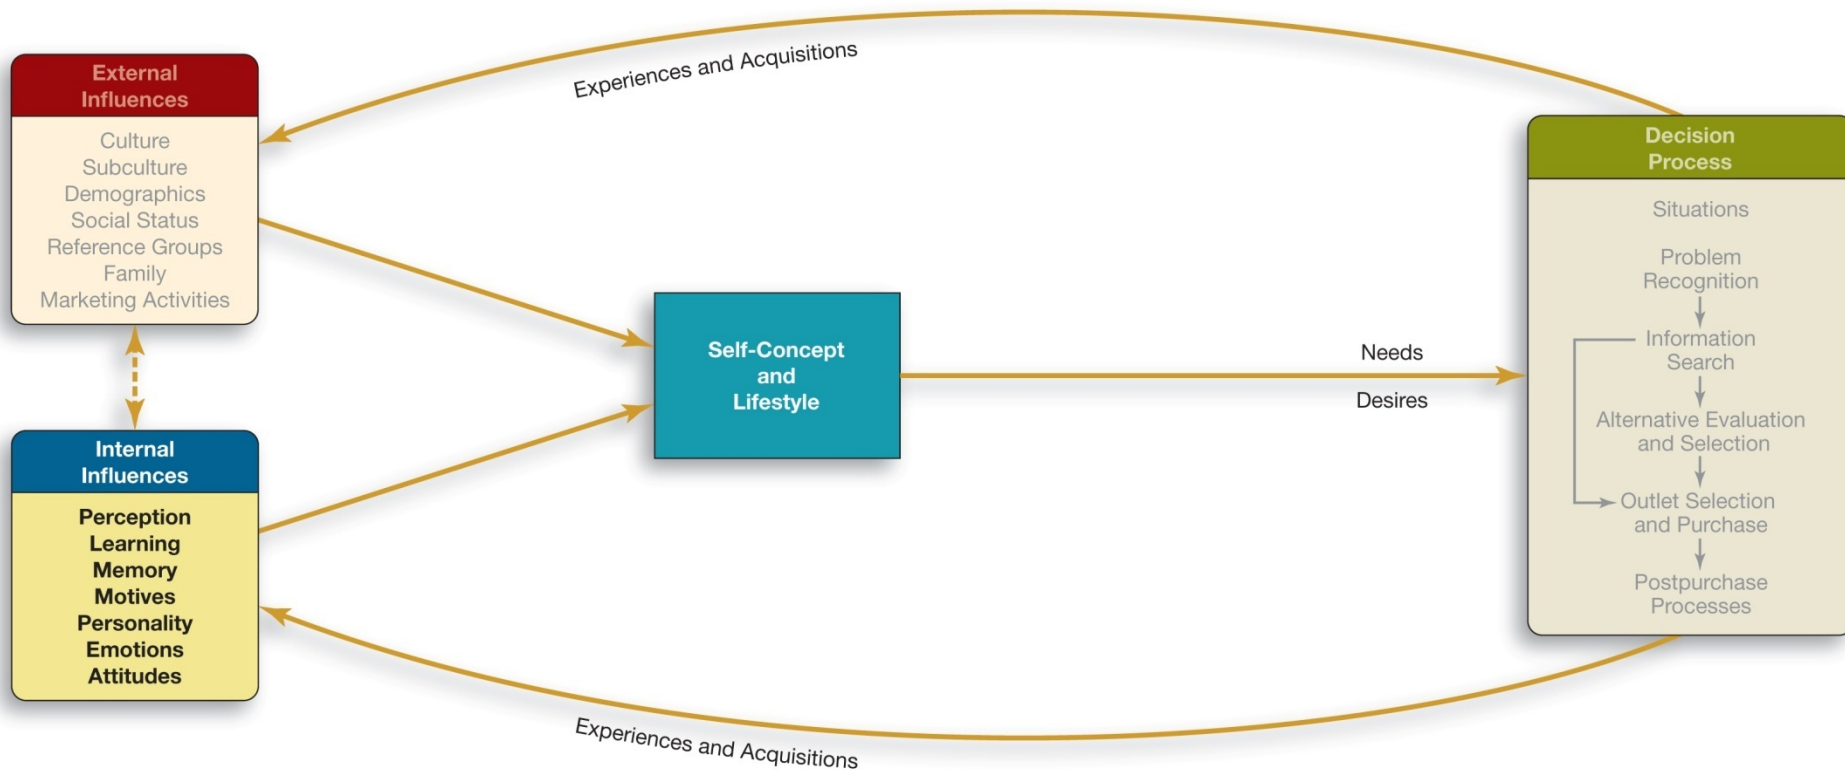 Experiences and Acquisitions
External
Influences
Culture
Subculture
Demographics
Social Status
Reference Groups
Family
Marketing Activities
Internal
Influences
Perception
Learning
Memory
Motives
Personality
Emotions
Attitudes
Self-Concept
and
Lifestyle
Needs
Desires
Decision
Process
Situations
Problem
Recognition
Information
Search
Alternative Evaluation
and Selection
Outlet Selection
and Purchase
Postpurchase
Processes
Experiences and Acquisitions